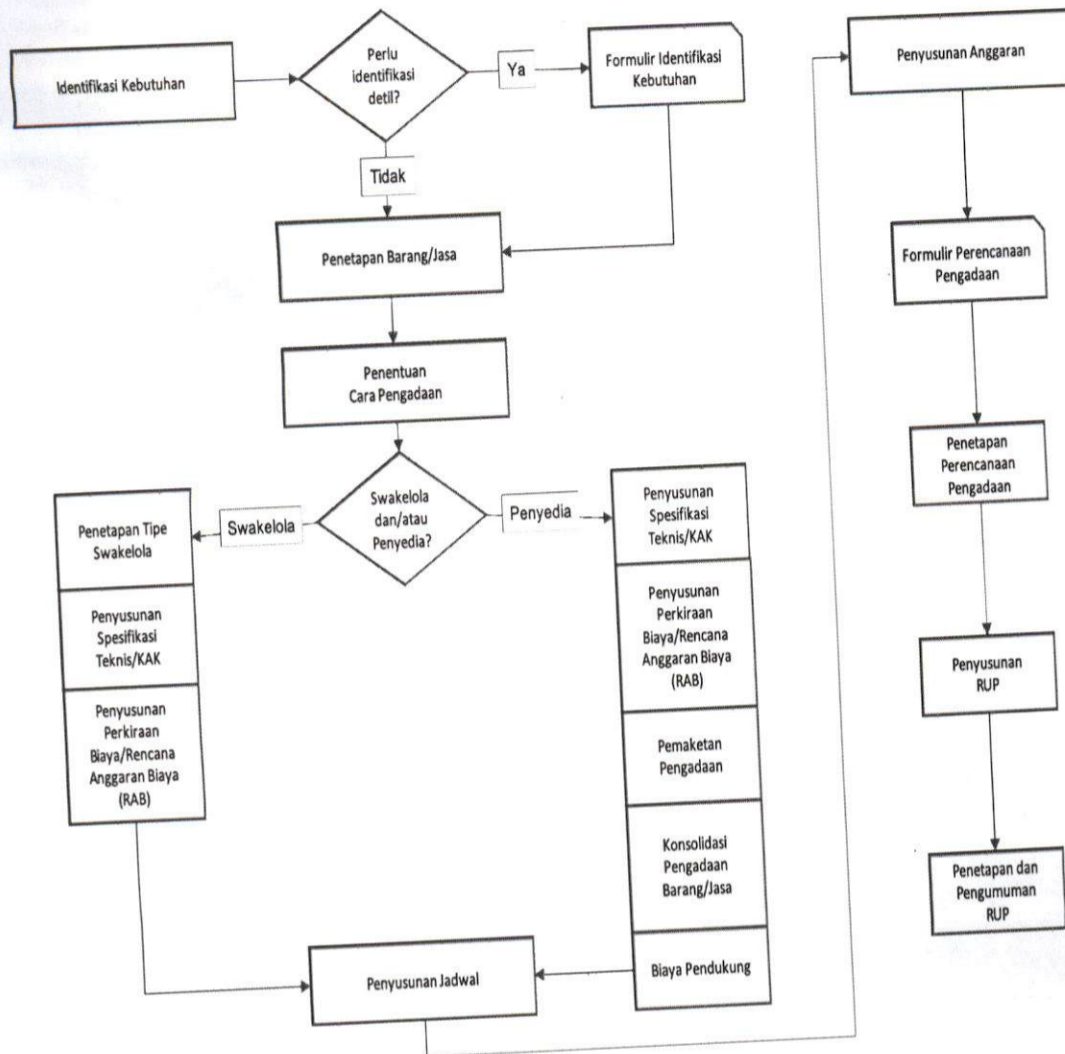 Identifikasi Kebutuhan
Perlu
identifikasi
detil?
Ya
Formulir Identifikasi
Kebutuhan
Tidak
Penetapan Barang/Jasa
Penentuan
Cara Pengadaan
Swakelola
dan/atau
Penyedia?
Swakelola
Penyedia
Penetapan Tipe
Swakelola
Penyusunan
Spesifikasi
Teknis/KAK
Penyusunan
Perkiraan
Biaya/Rencana
Anggaran Biaya
(RAB)
Penyusunan
Spesifikasi
Teknis/KAK
Penyusunan
Perkiraan
Biaya/Rencana
Anggaran Biaya
(RAB)
Pemaketan
Pengadaan
Konsolidasi
Pengadaan
Barang/Jasa
Biaya Pendukung
Penyusunan Jadwal
Penyusunan Anggaran
Formulir Perencanaan
Pengadaan
Penetapan
Perencanaan
Pengadaan
Penyusunan
RUP
Penetapan dan
Pengumuman
RUP